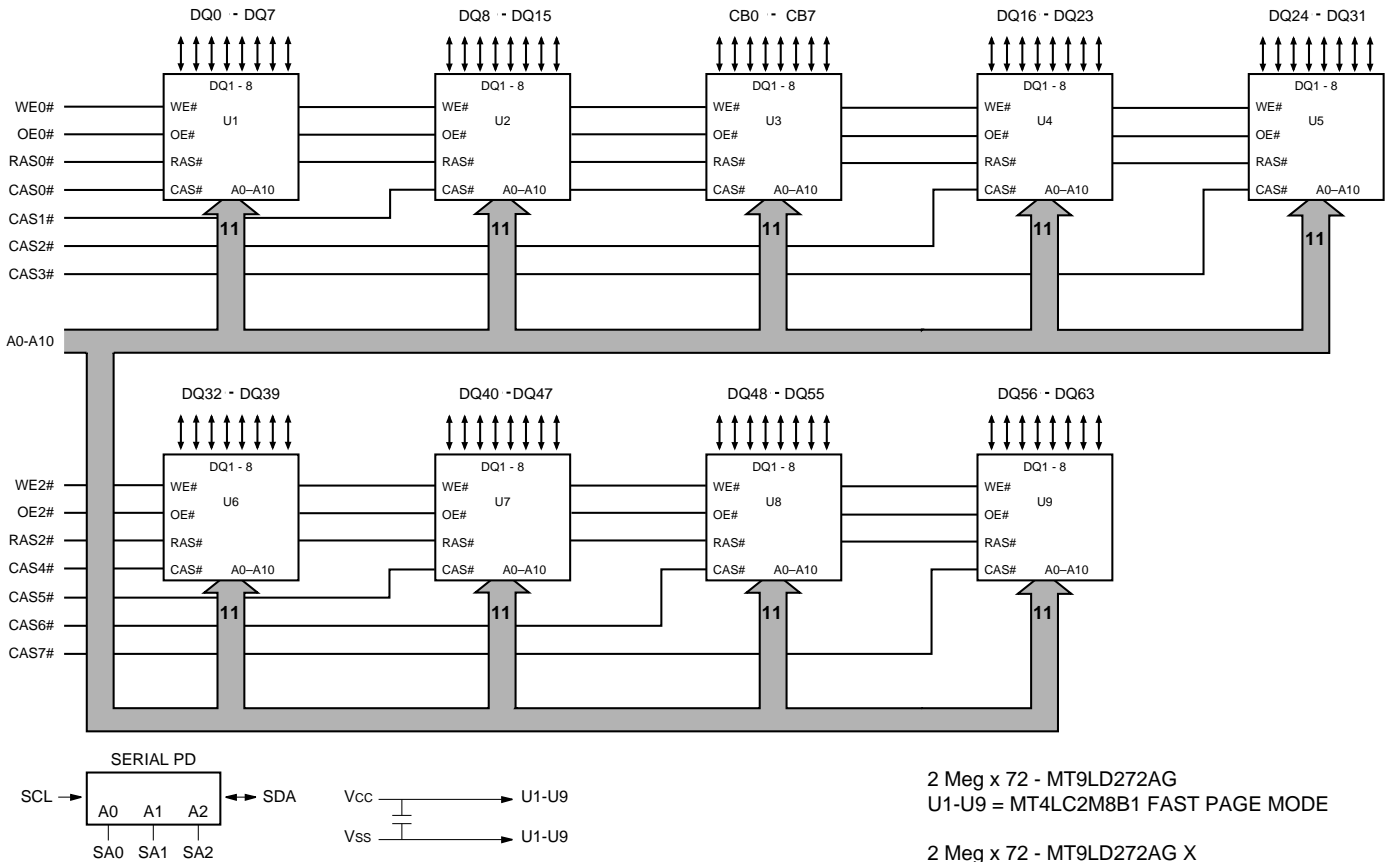 DQ0 - DQ7 DQ8 - DQ15 CB0 - CB7 DQ16 - DQ23 DQ24 - DQ31
DQ1 - 8 DQ1 - 8 DQ1 - 8 DQ1 - 8 DQ1 - 8
WE0# WE# WE# WE# WE# WE#
U1 U2 U3 U4 U5
OE0# OE# OE# OE# OE# OE#
RAS0# RAS# RAS# RAS# RAS# RAS#
CAS0# CAS# A0–A10 CAS# A0–A10 CAS# A0–A10 CAS# A0–A10 CAS# A0–A10
CAS1#
11 11 11 11 11
CAS2#
CAS3#
A0-A10
DQ32 - DQ39 DQ40 -DQ47 DQ48 - DQ55 DQ56 - DQ63
DQ1 - 8 DQ1 - 8 DQ1 - 8 DQ1 - 8
WE2# WE# WE# WE# WE#
U6 U7 U8 U9
OE2# OE# OE# OE# OE#
RAS2# RAS# RAS# RAS# RAS#
CAS4# CAS# A0–A10 CAS# A0–A10 CAS# A0–A10 CAS# A0–A10
CAS5#
11 11 11 11
CAS6#
CAS7#
SERIAL PD
SCL SDA
A0 A1 A2
SA0 SA1 SA2
Vcc U1-U9
Vss U1-U9
2 Meg x 72 - MT9LD272AG
U1-U9 = MT4LC2M8B1 FAST PAGE MODE
2 Meg x 72 - MT9LD272AG X